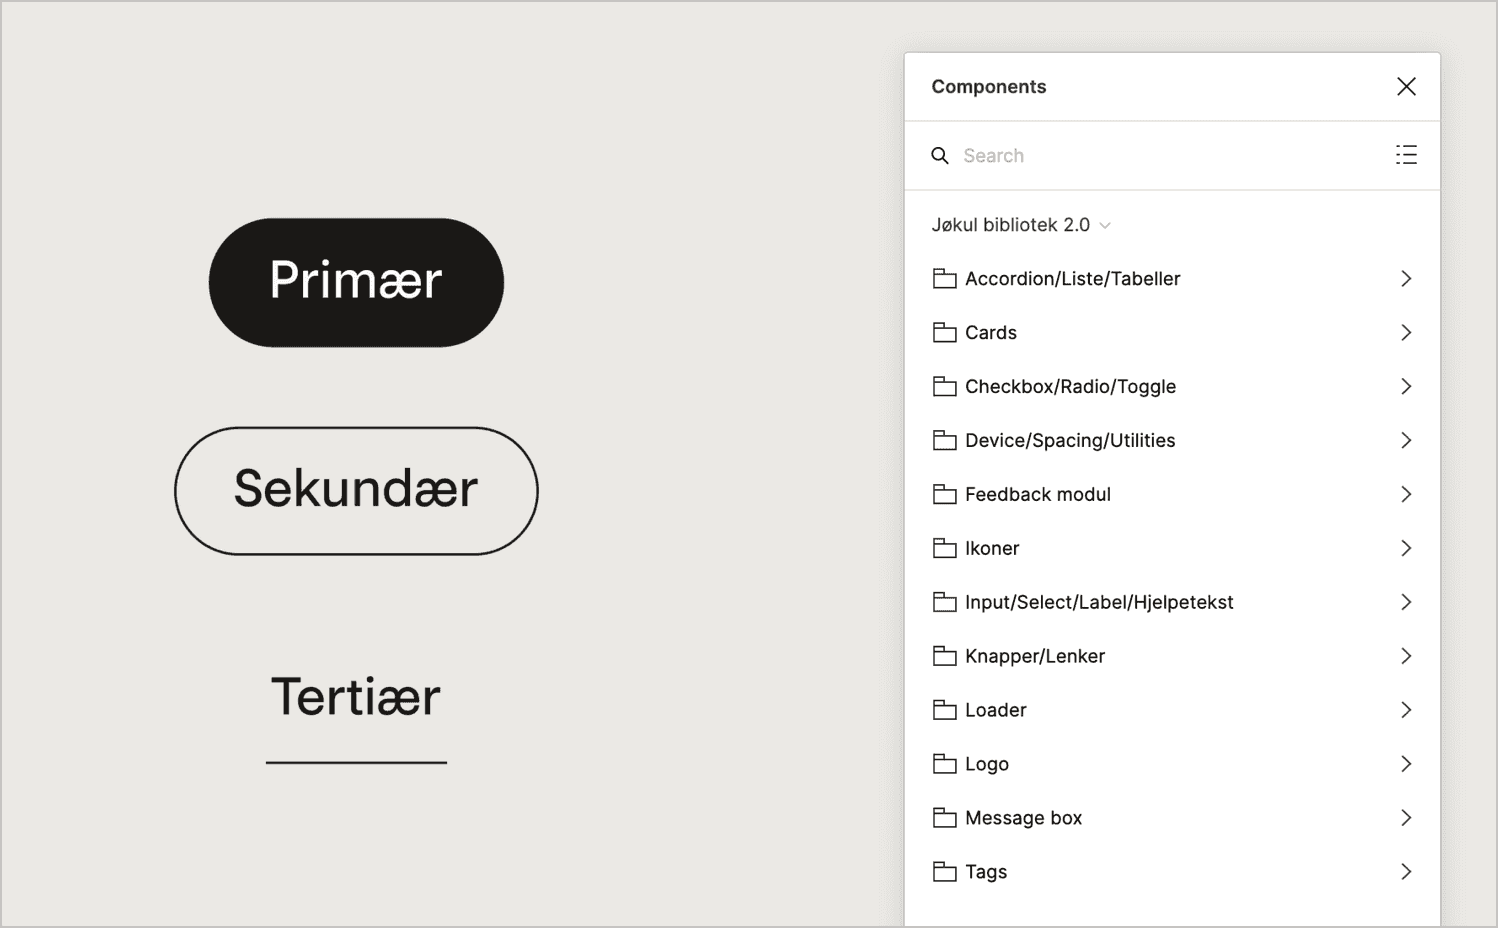 Primær
Sekundær
Tertiær
Components
Search
Jøkul bibliotek 2.0
Accordion/Liste/Tabeller
Cards
Checkbox/Radio/Toggle
Device/Spacing/Utilities
Feedback modul
Ikoner
Input/Select/Label/Hjelpetekst
Knapper/Lenker
Loader
Logo
Message box
Tags